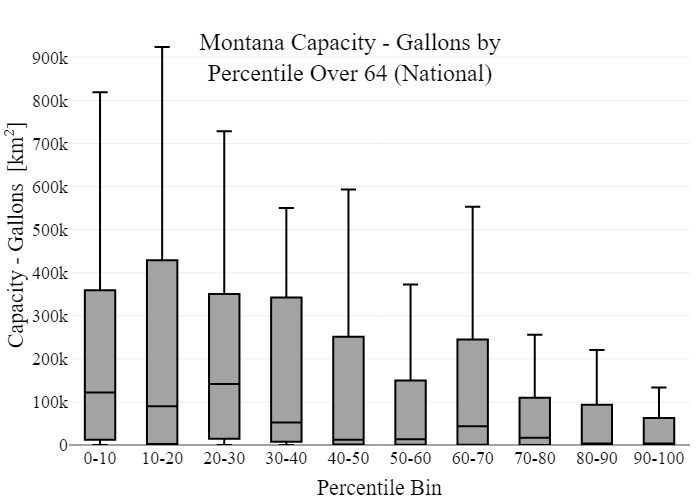 Montana Capacity - Gallons by
Percentile Over 64 (National)
Capacity - Gallons [km²]
900k
800k
700k
600k
500k
400k
300k
200k
100k
0
0-10 10-20 20-30 30-40 40-50 50-60 60-70 70-80 80-90 90-100
Percentile Bin